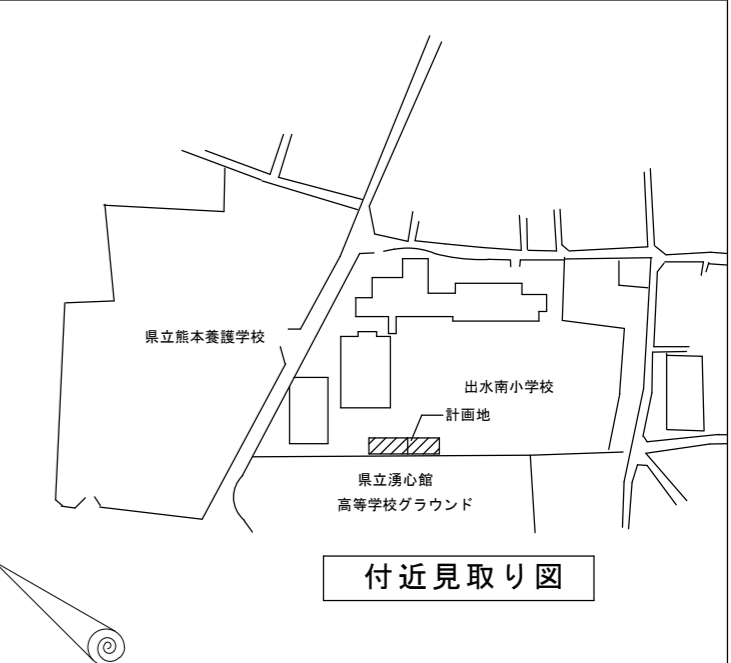 県立熊本養護学校
出水南小学校
計画地
県立湧心館
高等学校グラウンド
付近見取り図